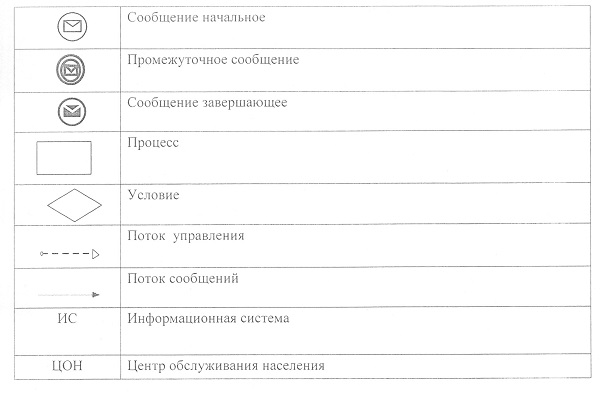 Сообщение начальное
Промежуточное сообщение
Сообщение завершающее
Процесс
Условие
Поток управления
Поток сообщений
ИС Информационная система
ЦОН Центр обслуживания населения